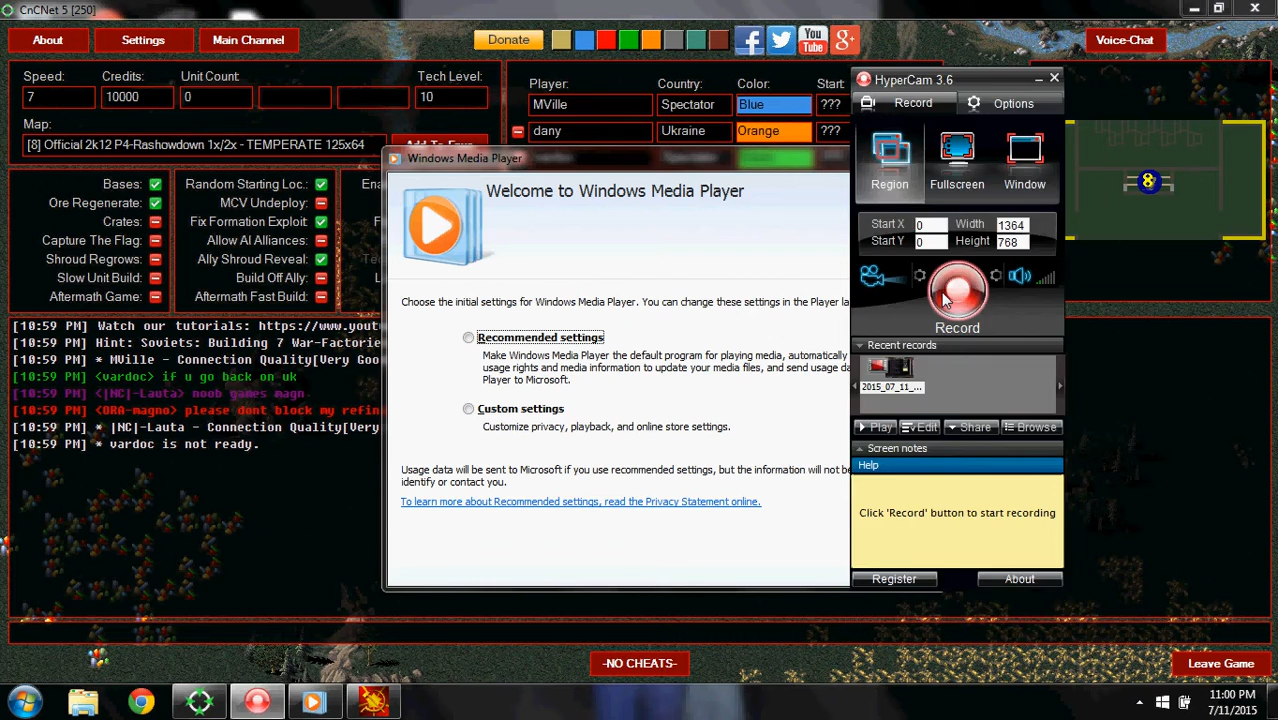 CnCNet 5 [250]
About
Settings
Main Channel
Donate
You
Tube
Voice-Chat
Speed:
Credits:
Unit Count:
Tech Level:
7
10000
0
10
Map:
[8] Official 2k12 P4-Rashowdown 1x/2x - TEMPERATE 125x64
Player:
Country:
Color:
Start:
MVille
Spectator
Blue
???
dany
Ukraine
Orange
???
Bases:
Ore Regenerate:
Crates:
Capture The Flag:
Shroud Regrows:
Slow Unit Build:
Aftermath Game:
Random Starting Loc.:
MCV Undeploy:
Fix Formation Exploit:
Allow AI Alliances:
Ally Shroud Reveal:
Build Off Ally:
Aftermath Fast Build:
[10:59 PM] Watch our tutorials: https://www.yout
[10:59 PM] Hint: Soviets: Building 7 War-Factorie
[10:59 PM] * MVille - Connection Quality[Very Goo
[10:59 PM] <vardoc> if u go back on uk
[10:59 PM] <|NC|-Lauta> noob games magn
[10:59 PM] <ORA-magno> please dont block my refin
[10:59 PM] * |NC|-Lauta - Connection Quality[Very
[10:59 PM] * vardoc is not ready.
Windows Media Player
Welcome to Windows Media Player
Choose the initial settings for Windows Media Player. You can change these settings in the Player la
Recommended settings
Make Windows Media Player the default program for playing media, automatically
usage rights and media information to update your media files, and send usage da
Player to Microsoft.
Custom settings
Customize privacy, playback, and online store settings.
Usage data will be sent to Microsoft if you use recommended settings, but the information will not be
identify or contact you.
To learn more about Recommended settings, read the Privacy Statement online.
HyperCam 3.6
Record
Options
Region
Fullscreen
Window
Start X 0 Width 1364
Start Y 0 Height 768
Record
Recent records
2015_07_11_...
Play
Edit
Share
Browse
Screen notes
Help
Click 'Record' button to start recording
Register
About
8
-NO CHEATS-
Leave Game
11:00 PM
7/11/2015